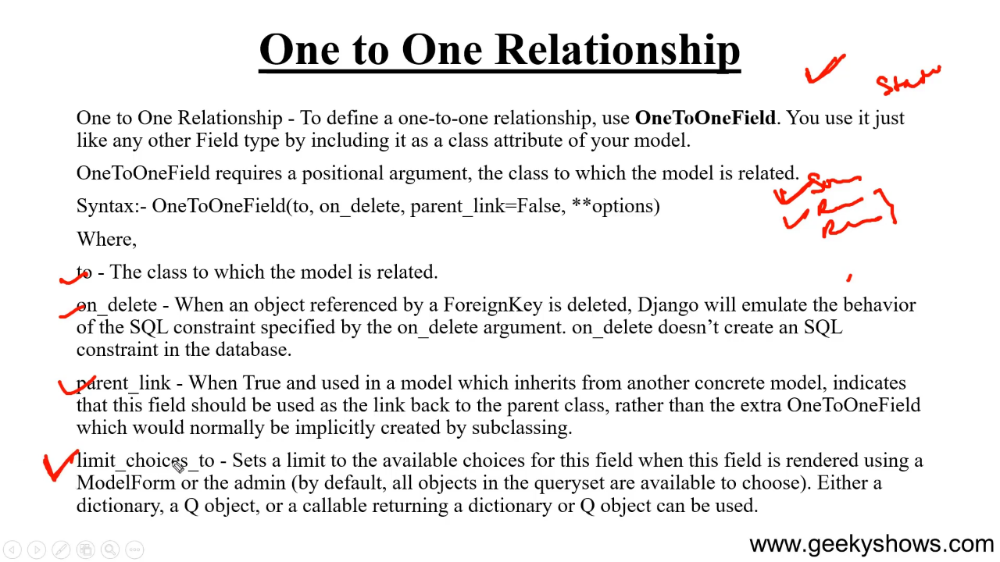 One to One Relationship
One to One Relationship - To define a one-to-one relationship, use OneToOneField. You use it just
like any other Field type by including it as a class attribute of your model.
OneToOneField requires a positional argument, the class to which the model is related.
Syntax:- OneToOneField(to, on_delete, parent_link=False, **options)
Where,
to - The class to which the model is related.
on_delete - When an object referenced by a ForeignKey is deleted, Django will emulate the behavior
of the SQL constraint specified by the on_delete argument. on_delete doesn’t create an SQL
constraint in the database.
parent_link - When True and used in a model which inherits from another concrete model, indicates
that this field should be used as the link back to the parent class, rather than the extra OneToOneField
which would normally be implicitly created by subclassing.
limit_choices_to - Sets a limit to the available choices for this field when this field is rendered using a
ModelForm or the admin (by default, all objects in the queryset are available to choose). Either a
dictionary, a Q object, or a callable returning a dictionary or Q object can be used.
www.geekyshows.com